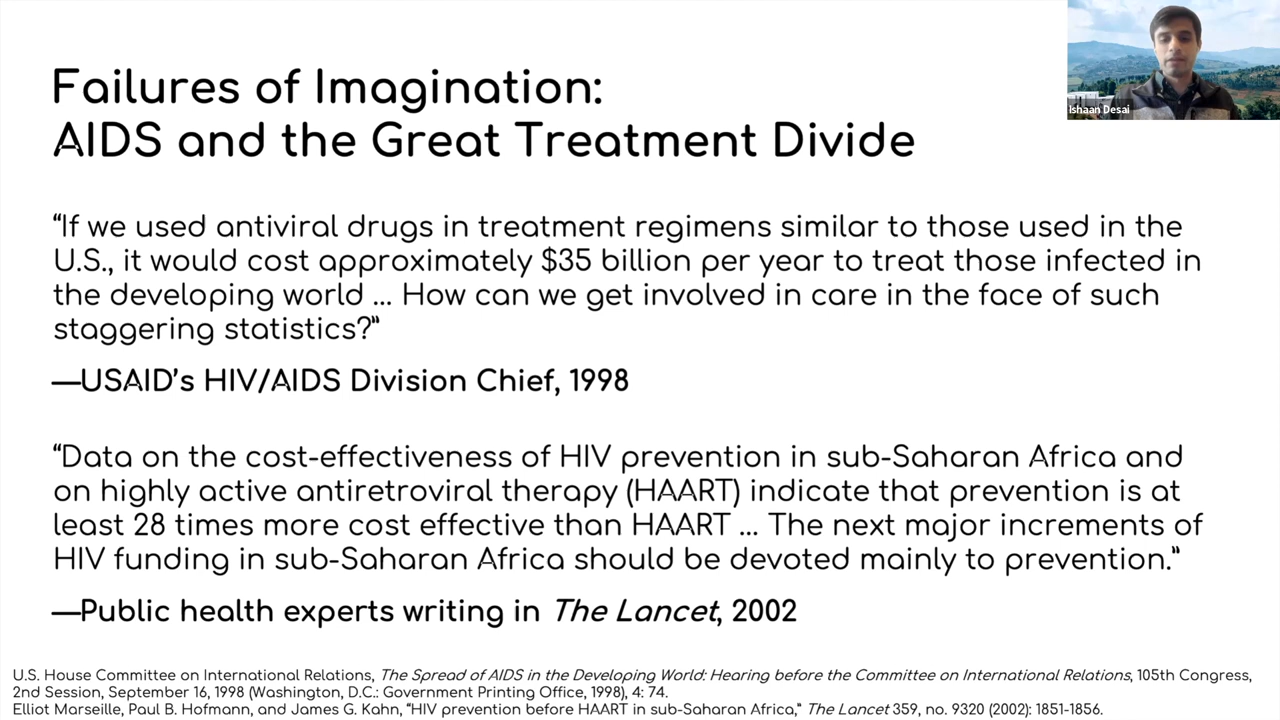 Failures of Imagination:
AIDS and the Great Treatment Divide
Ishaan Desai
“If we used antiviral drugs in treatment regimens similar to those used in the
U.S., it would cost approximately $35 billion per year to treat those infected in
the developing world ... How can we get involved in care in the face of such
staggering statistics?”
—USAID’s HIV/AIDS Division Chief, 1998
“Data on the cost-effectiveness of HIV prevention in sub-Saharan Africa and
on highly active antiretroviral therapy (HAART) indicate that prevention is at
least 28 times more cost effective than HAART ... The next major increments of
HIV funding in sub-Saharan Africa should be devoted mainly to prevention.”
—Public health experts writing in The Lancet, 2002
U.S. House Committee on International Relations, The Spread of AIDS in the Developing World: Hearing before the Committee on International Relations, 105th Congress,
2nd Session, September 16, 1998 (Washington, D.C.: Government Printing Office, 1998), 4: 74.
Elliot Marseille, Paul B. Hofmann, and James G. Kahn, “HIV prevention before HAART in sub-Saharan Africa,” The Lancet 359, no. 9320 (2002): 1851-1856.